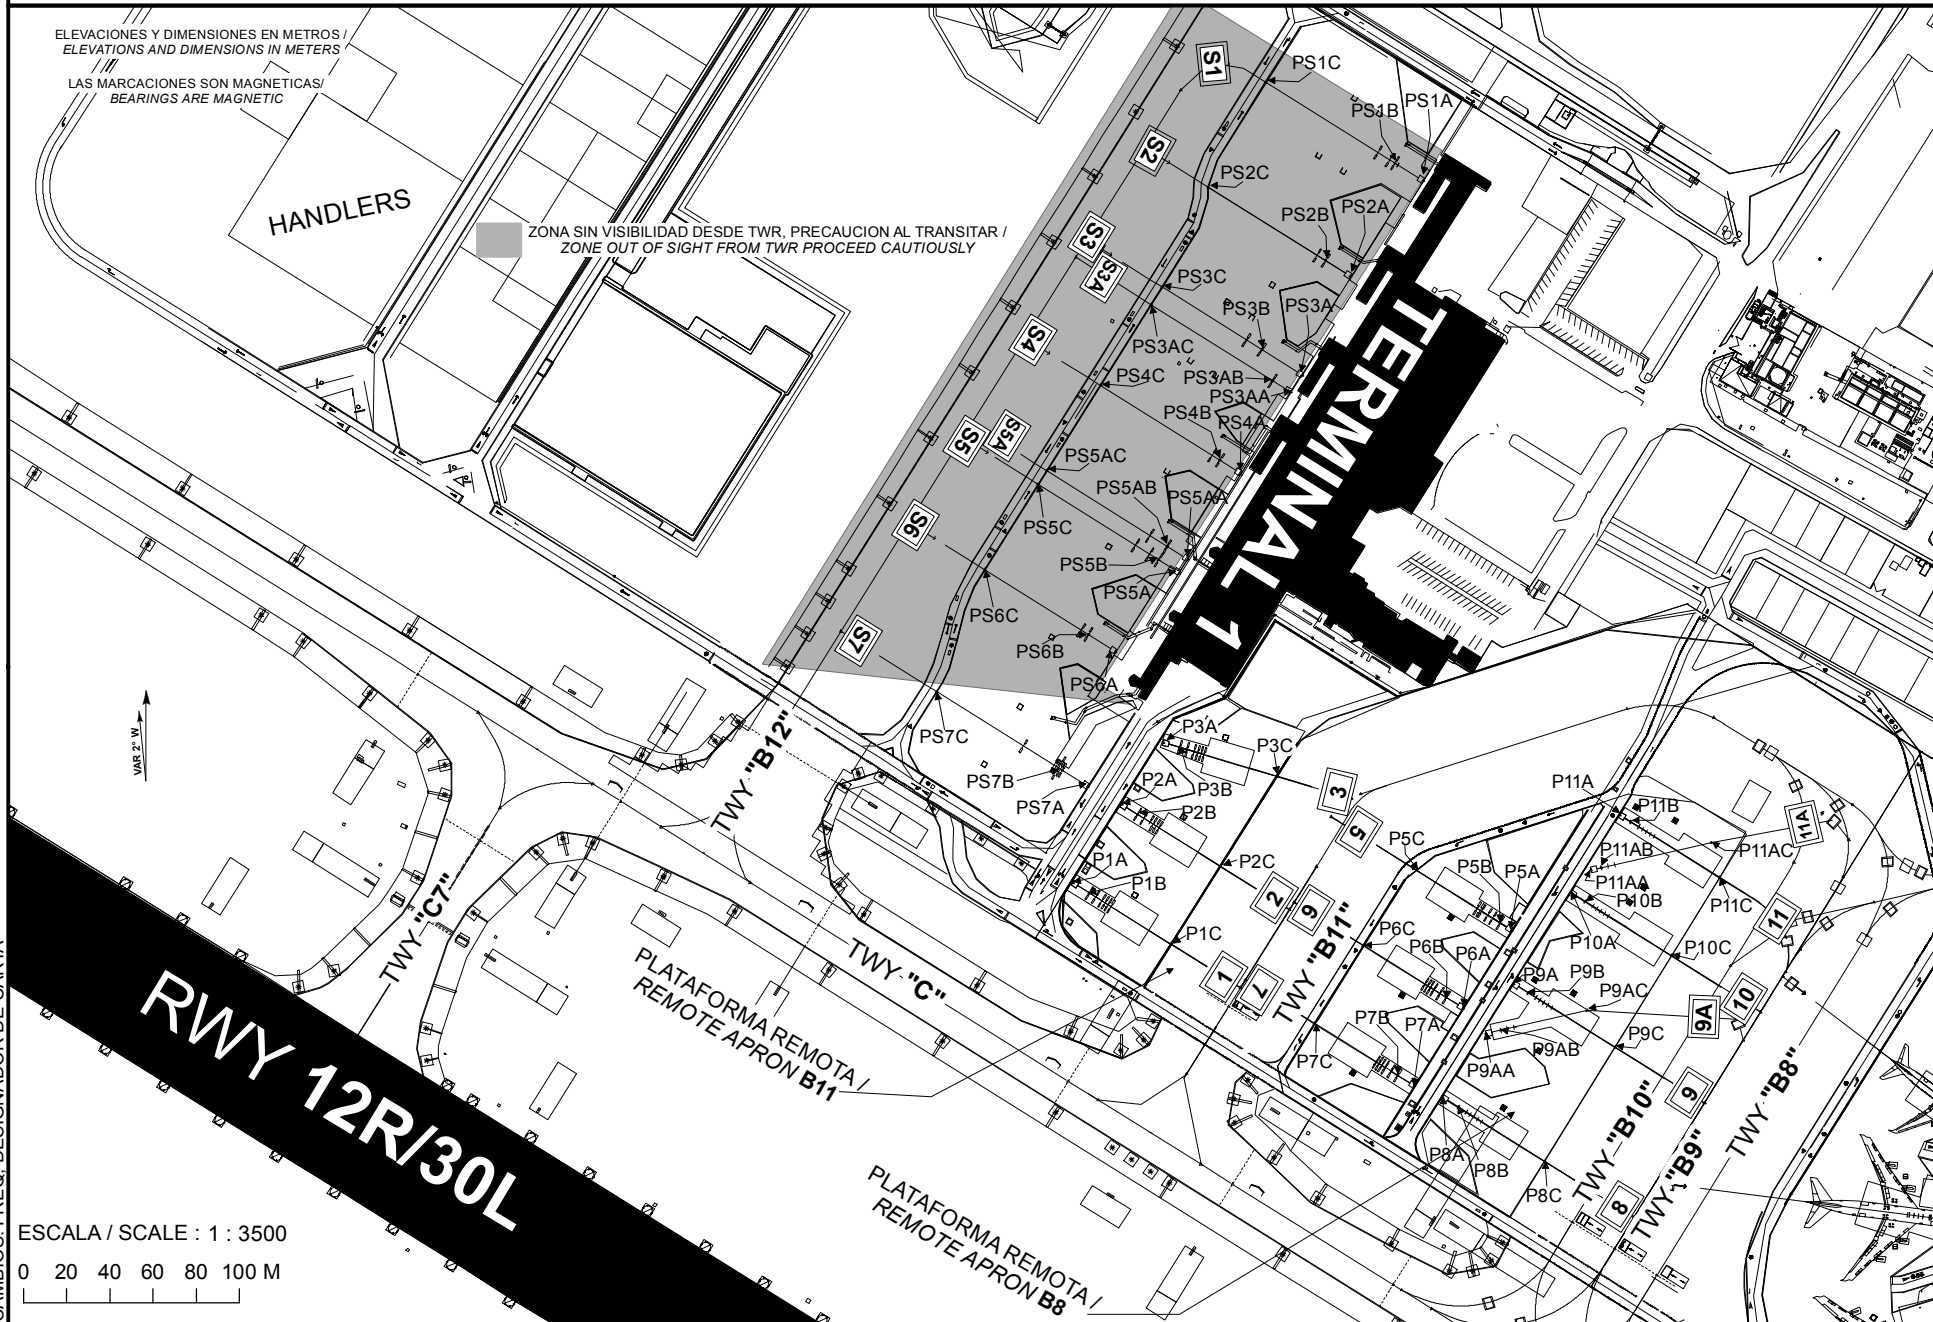 ELEVACIONES Y DIMENSIONES EN METROS /
ELEVATIONS AND DIMENSIONS IN METERS
LAS MARCACIONES SON MAGNETICAS/
BEARINGS ARE MAGNETIC
HANDLERS
ZONA SIN VISIBILIDAD DESDE TWR, PRECAUCION AL TRANSITAR /
ZONE OUT OF SIGHT FROM TWR PROCEED CAUTIOUSLY
S1
PS1C
PS1A
PS1B
S2
PS2C
PS2B
PS2A
S3
S3A
PS3C
PS3B
PS3A
S4
PS3AC
PS4C
PS3AB
PS3AA
PS4B
PS4A
S5
S5A
PS5AC
PS5AB
PS5AA
PS5C
S6
PS5B
PS5A
PS6C
S7
PS6B
PS6A
PS7C
PS7B
PS7A
TERMINAL 1
VAR 2° W
TWY "B12"
TWY "C7"
TWY "C"
P3A
P3C
P3B
P2A
P2B
P2C
P1A
P1B
P1C
3
5
2
6
1
7
TWY "B11"
P5C
P5B
P5A
P6C
P6B
P6A
P7B
P7A
P7C
P11A
P11B
P11AB
P11AC
P11AA
P10B
P11C
11A
11
P10A
P10C
P9A
P9B
P9AC
10
9A
P9AB
P9C
P9AA
9
P8A
P8B
P8C
8
TWY "B10"
TWY "B9"
TWY "B8"
PLATAFORMA REMOTA /
REMOTE APRON B11
PLATAFORMA REMOTA /
REMOTE APRON B8
RWY 12R/30L
ESCALA / SCALE : 1 : 3500
0 20 40 60 80 100 M